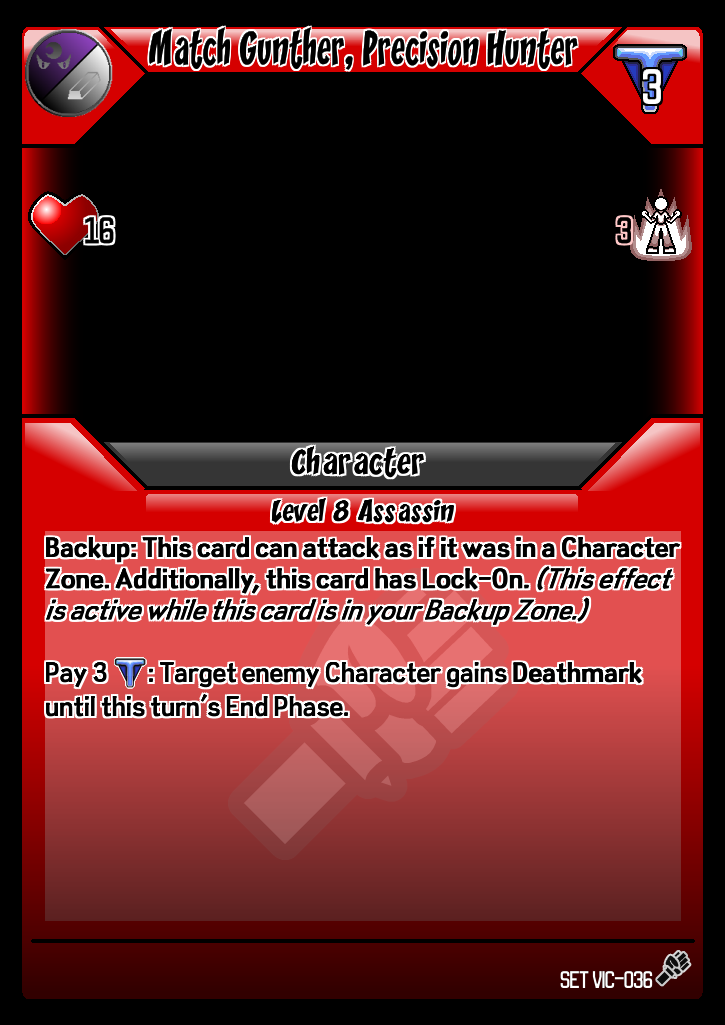 Match Gunther, Precision Hunter
3
16
3
Character
Level 8 Assassin
Backup: This card can attack as if it was in a Character
Zone. Additionally, this card has Lock-On. (This effect
is active while this card is in your Backup Zone.)
Pay 3 : Target enemy Character gains Deathmark
until this turn's End Phase.
SET VIC-036